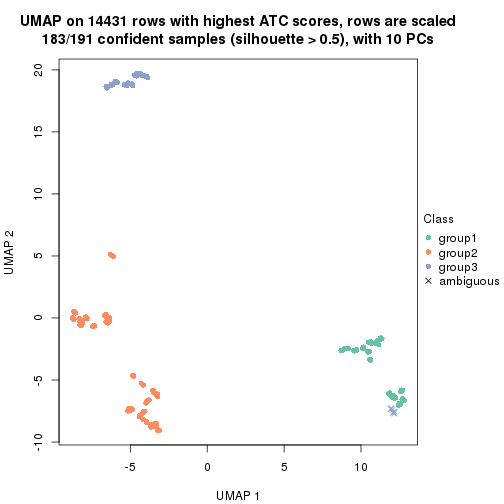 UMAP on 14431 rows with highest ATC scores, rows are scaled
183/191 confident samples (silhouette > 0.5), with 10 PCs
20
15
10
5
0
-5
-10
UMAP 2
-5
0
5
10
UMAP 1
Class
group1
group2
group3
ambiguous